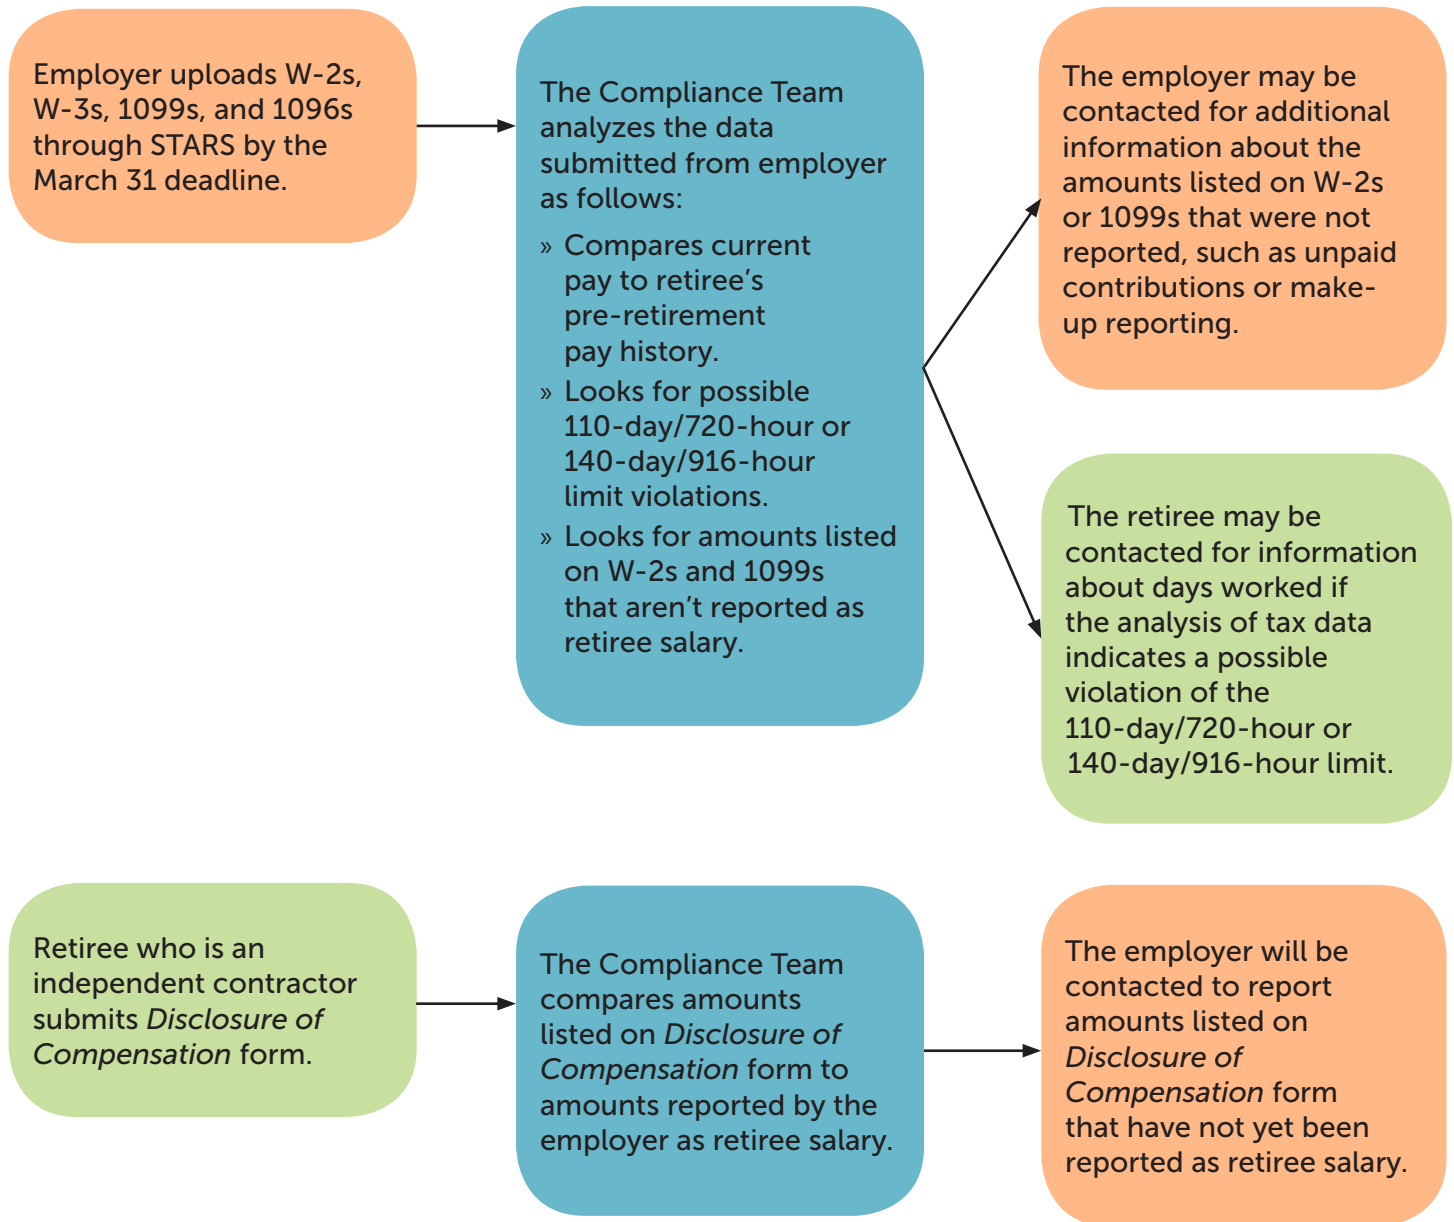 Employer uploads W-2s,
W-3s, 1099s, and 1096s
through STARS by the
March 31 deadline.
The Compliance Team
analyzes the data
submitted from employer
as follows:
» Compares current
pay to retiree's
pre-retirement
pay history.
» Looks for possible
110-day/720-hour or
140-day/916-hour
limit violations.
» Looks for amounts listed
on W-2s and 1099s
that aren't reported as
retiree salary.
The employer may be
contacted for additional
information about the
amounts listed on W-2s
or 1099s that were not
reported, such as unpaid
contributions or make-
up reporting.
The retiree may be
contacted for information
about days worked if
the analysis of tax data
indicates a possible
violation of the
110-day/720-hour or
140-day/916-hour limit.
Retiree who is an
independent contractor
submits Disclosure of
Compensation form.
The Compliance Team
compares amounts
listed on Disclosure of
Compensation form to
amounts reported by the
employer as retiree salary.
The employer will be
contacted to report
amounts listed on
Disclosure of
Compensation form
that have not yet been
reported as retiree salary.